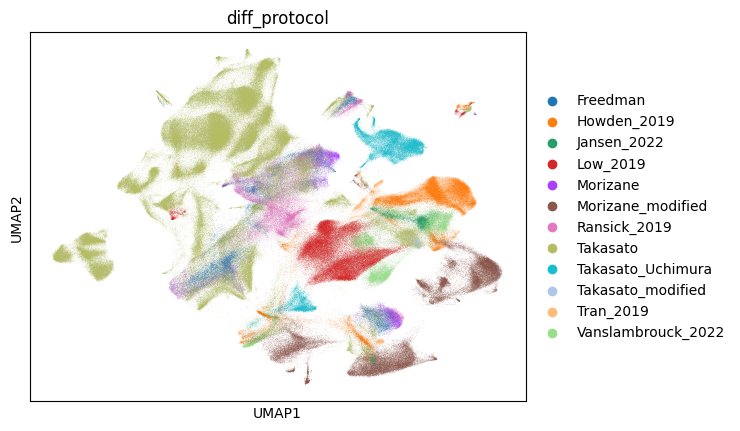 diff_protocol
UMAP2
UMAP1
Freedman
Howden_2019
Jansen_2022
Low_2019
Morizane
Morizane_modified
Ransick_2019
Takasato
Takasato_Uchimura
Takasato_modified
Tran_2019
Vanslambrouck_2022